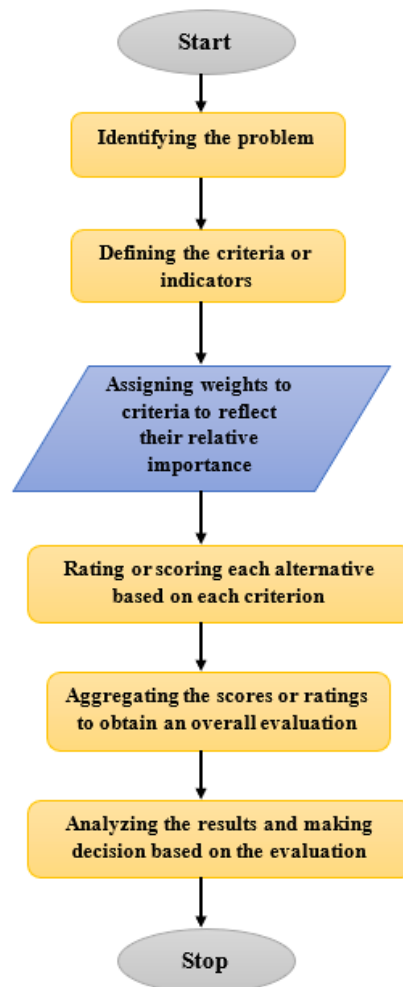 Start
Identifying the problem
Defining the criteria or
indicators
Assigning weights to
criteria to reflect
their relative
importance
Rating or scoring each alternative
based on each criterion
Aggregating the scores or ratings
to obtain an overall evaluation
Analyzing the results and making
decision based on the evaluation
Stop